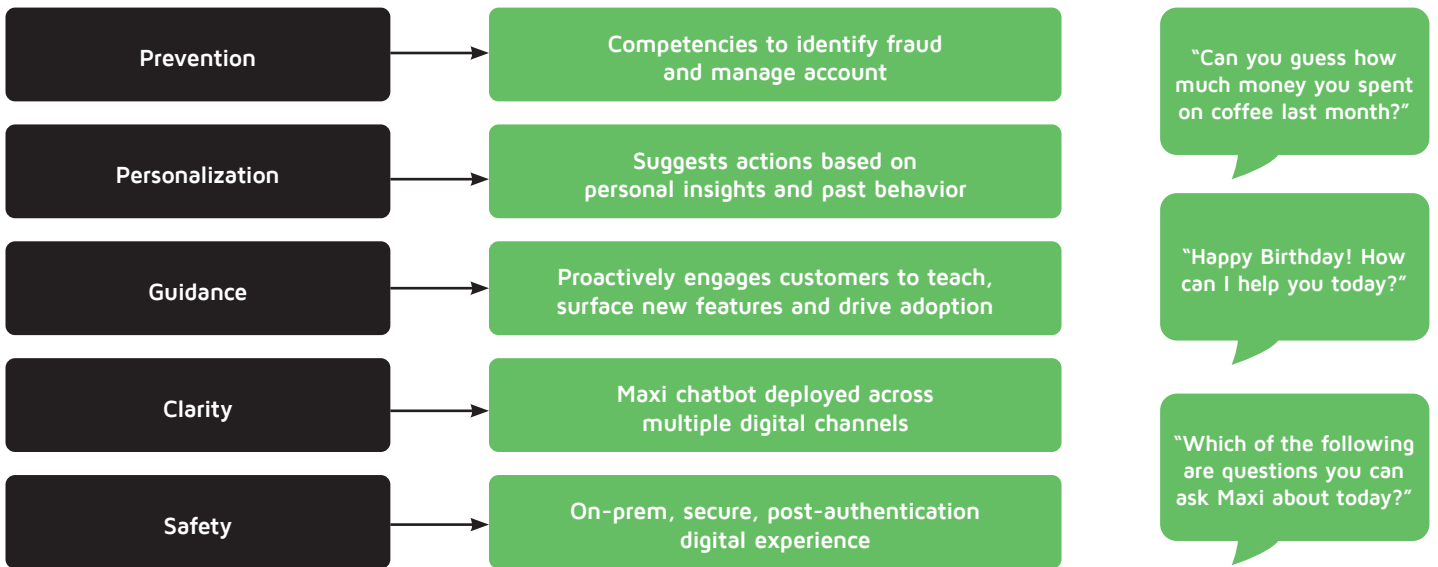 Prevention
Competencies to identify fraud
and manage account
Personalization
Suggests actions based on
personal insights and past behavior
Guidance
Proactively engages customers to teach,
surface new features and drive adoption
Clarity
Maxi chatbot deployed across
multiple digital channels
Safety
On-prem, secure, post-authentication
digital experience
“Can you guess how
much money you spent
on coffee last month?”
“Happy Birthday! How
can I help you today?”
“Which of the following
are questions you can
ask Maxi about today?”